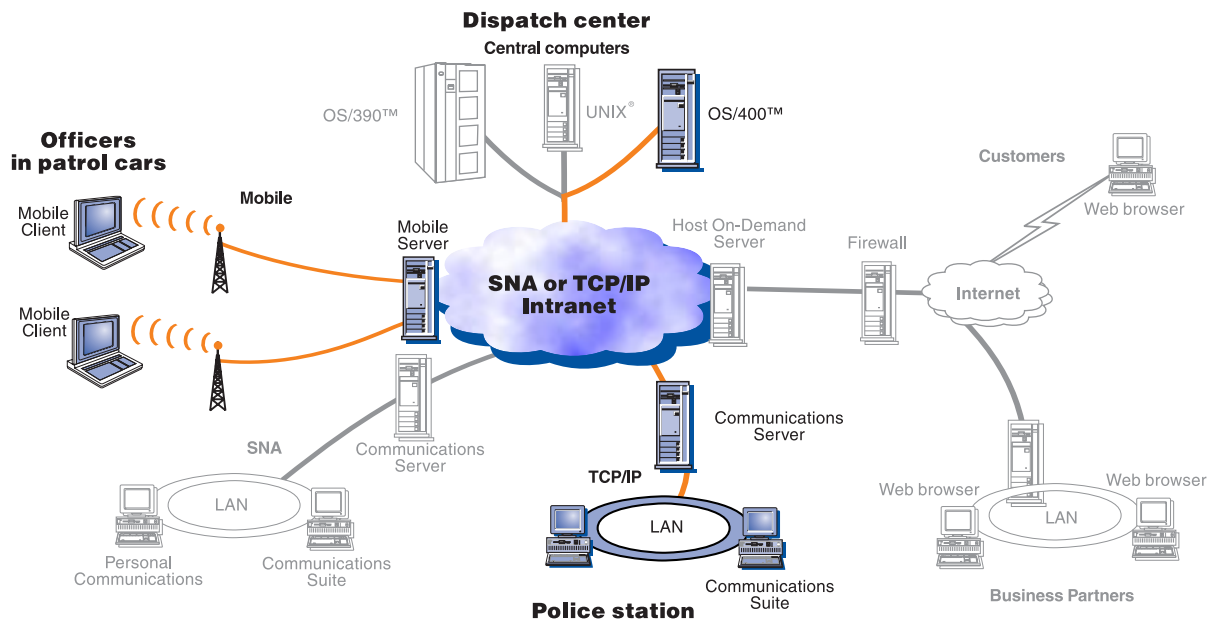 Dispatch center
Central computers
OS/390™
UNIX®
OS/400™
Officers
in patrol cars
Mobile
Mobile
Client
Mobile
Server
Host On-Demand
Server
Firewall
Customers
Web browser
SNA or TCP/IP
Intranet
Internet
Mobile
Client
SNA
Communications
Server
Communications
Server
TCP/IP
LAN
Personal
Communications
Communications
Suite
LAN
Communications
Suite
Police station
Web browser
Web browser
LAN
Business Partners